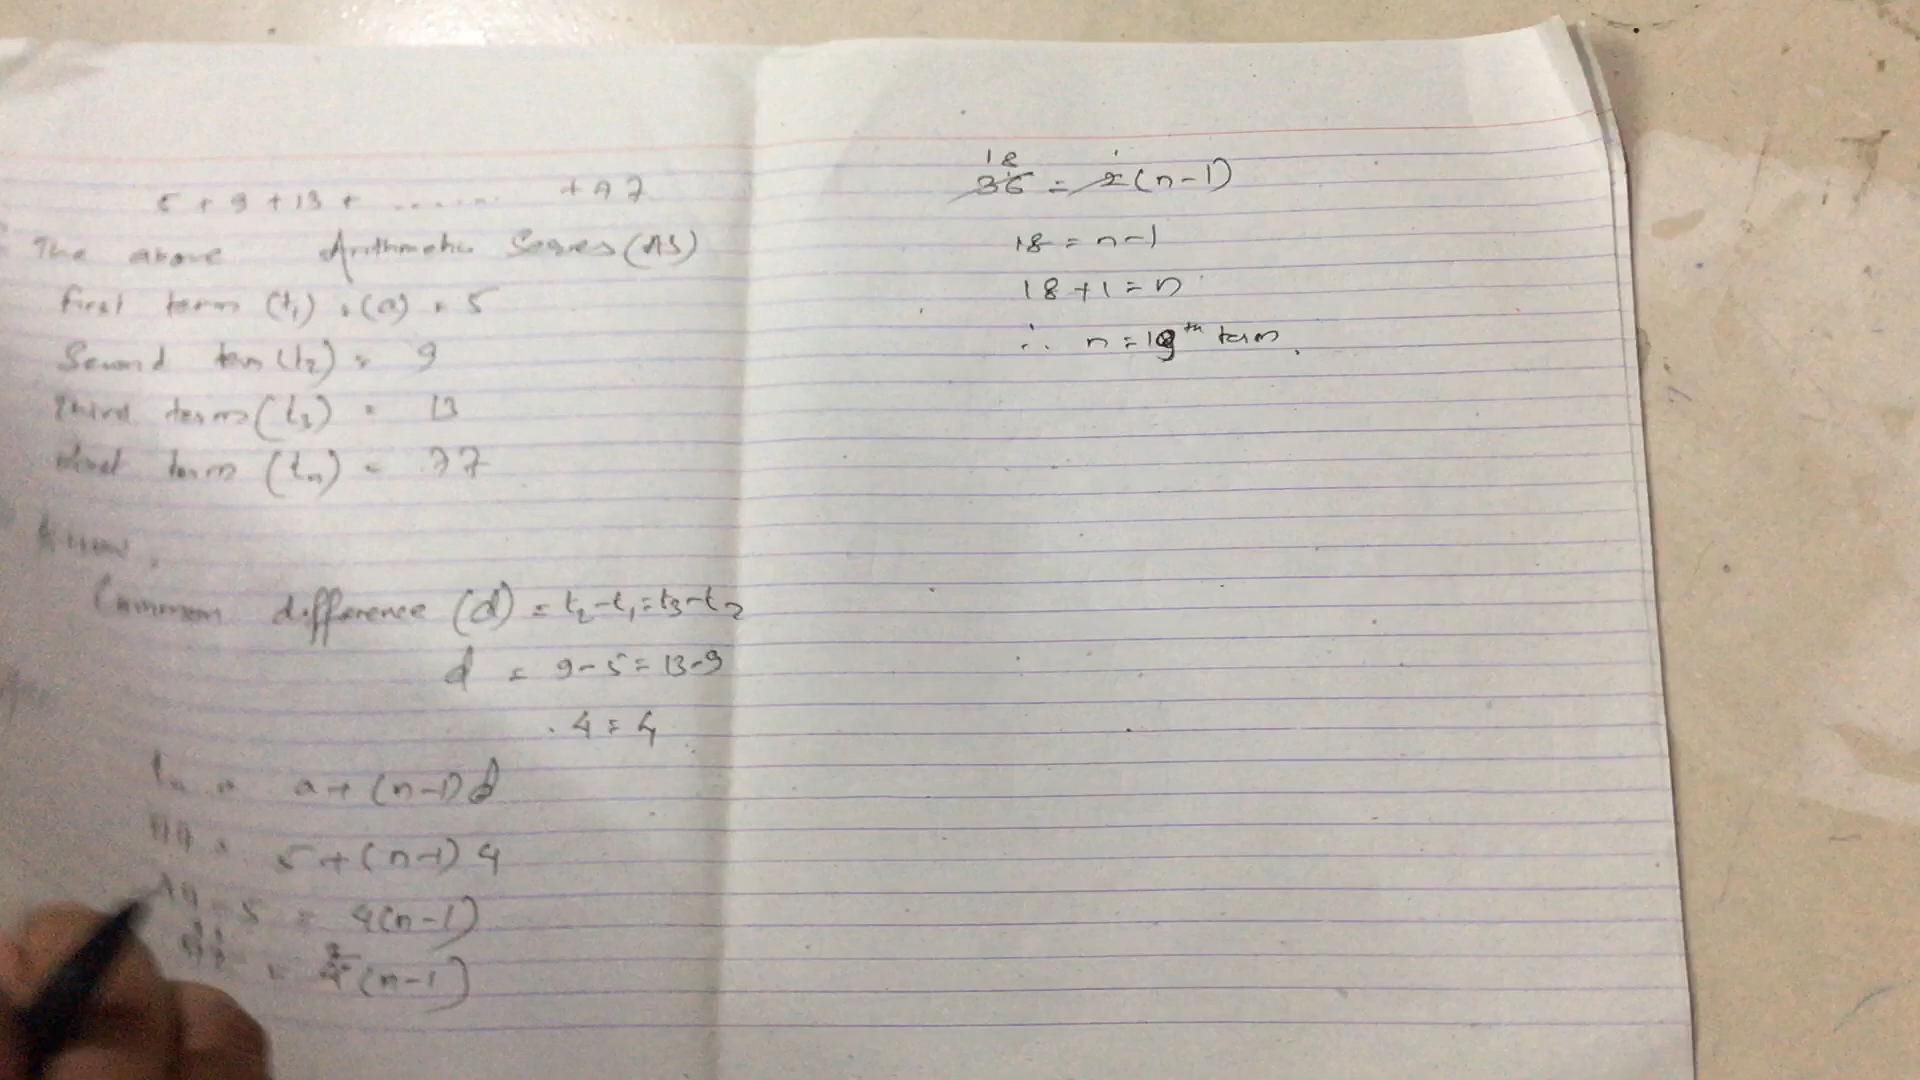 5 + 9 + 13 + ........ + 77
The above Arithmetic Series (AS)
First term (t₁) = (a) = 5
Second term (t₂) = 9
Third term (t₃) = 13
term (tₙ) = 77
know,
Common difference (d) = t₂-t₁=t₃-t₂
d = 9-5=13-9
4=4
tₙ = a+(n-1)d
77 = 5+(n-1)4
77-5 = 4(n-1)
= 4(n-1)
18 1
36 = 2(n-1)
18 = n-1
18+1=n
∴ n=19th term.